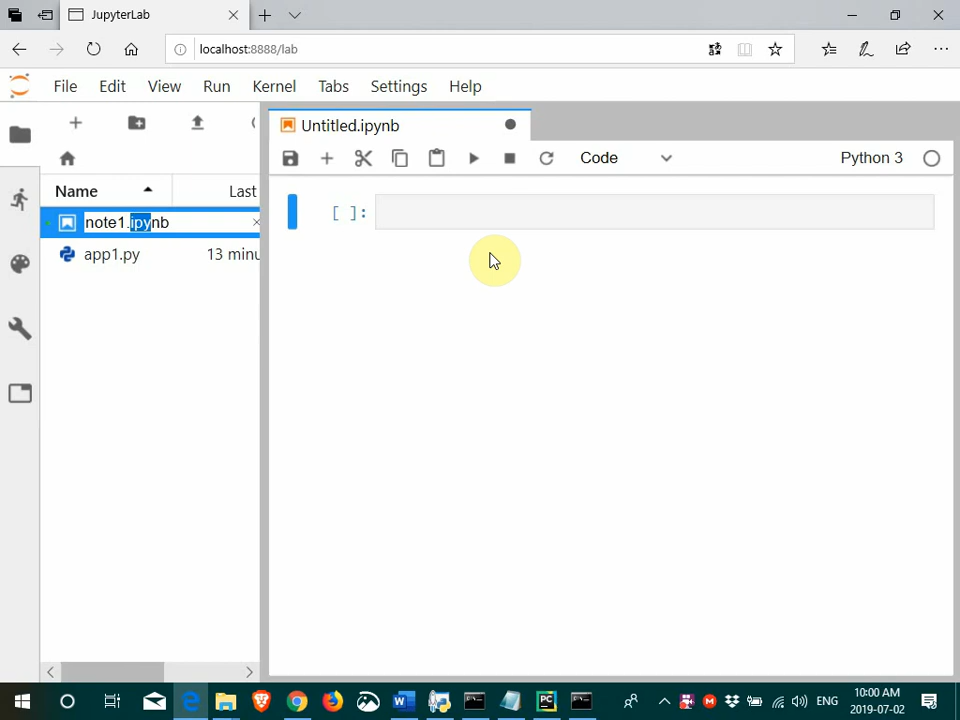 JupyterLab
localhost:8888/lab
File Edit View Run Kernel Tabs Settings Help
Untitled.ipynb
Code
Python 3
Name
Last
note1.ipynb
app1.py
13 minu
[ ]:
10:00 AM
ENG
2019-07-02